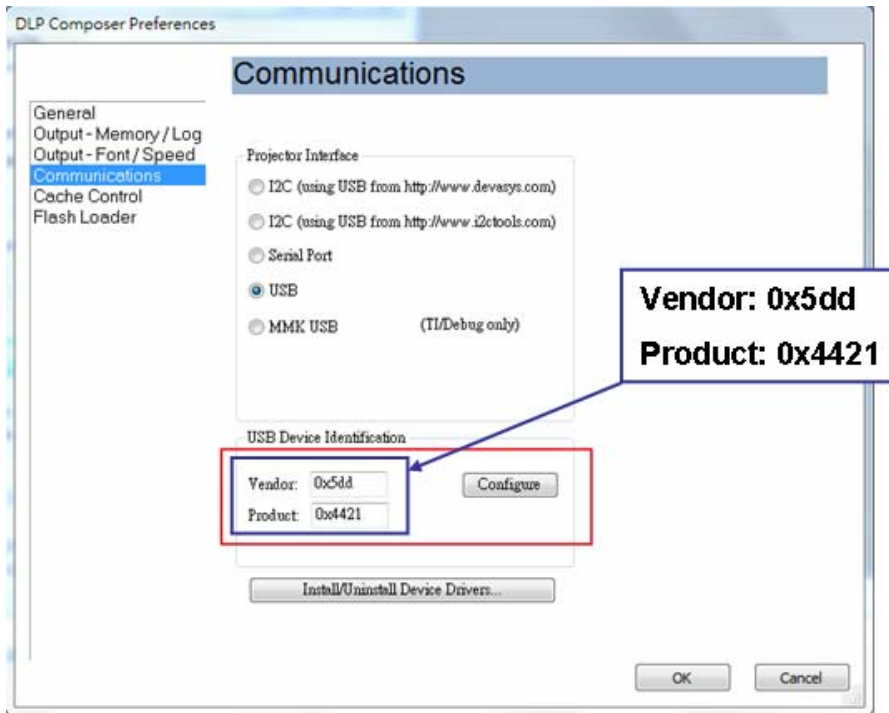 DLP Composer Preferences
Communications
General
Output - Memory / Log
Output - Font / Speed
Communications
Cache Control
Flash Loader
Projector Interface
I2C (using USB from http://www.devasys.com)
I2C (using USB from http://www.i2ctools.com)
Serial Port
USB
MMK USB (TI/Debug only)
Vendor: 0x5dd
Product: 0x4421
USB Device Identification
Vendor: 0x5dd
Configure
Product: 0x4421
Install/Uninstall Device Drivers...
OK
Cancel